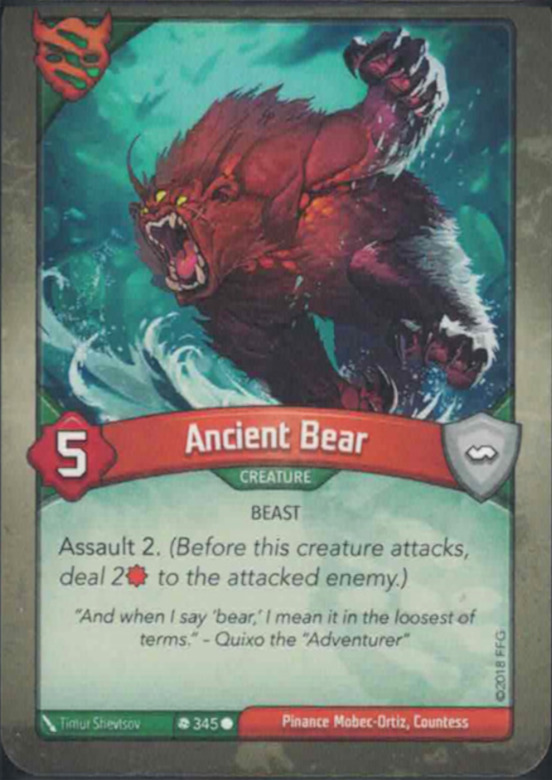 5
Ancient Bear
CREATURE
BEAST
Assault 2. (Before this creature attacks,
deal 2 to the attacked enemy.)
"And when I say 'bear,' I mean it in the loosest of
terms." - Quixo the "Adventurer"
©2018 FFG
Timur Shevtsov
345
Pinance Mobec-Ortiz, Countess